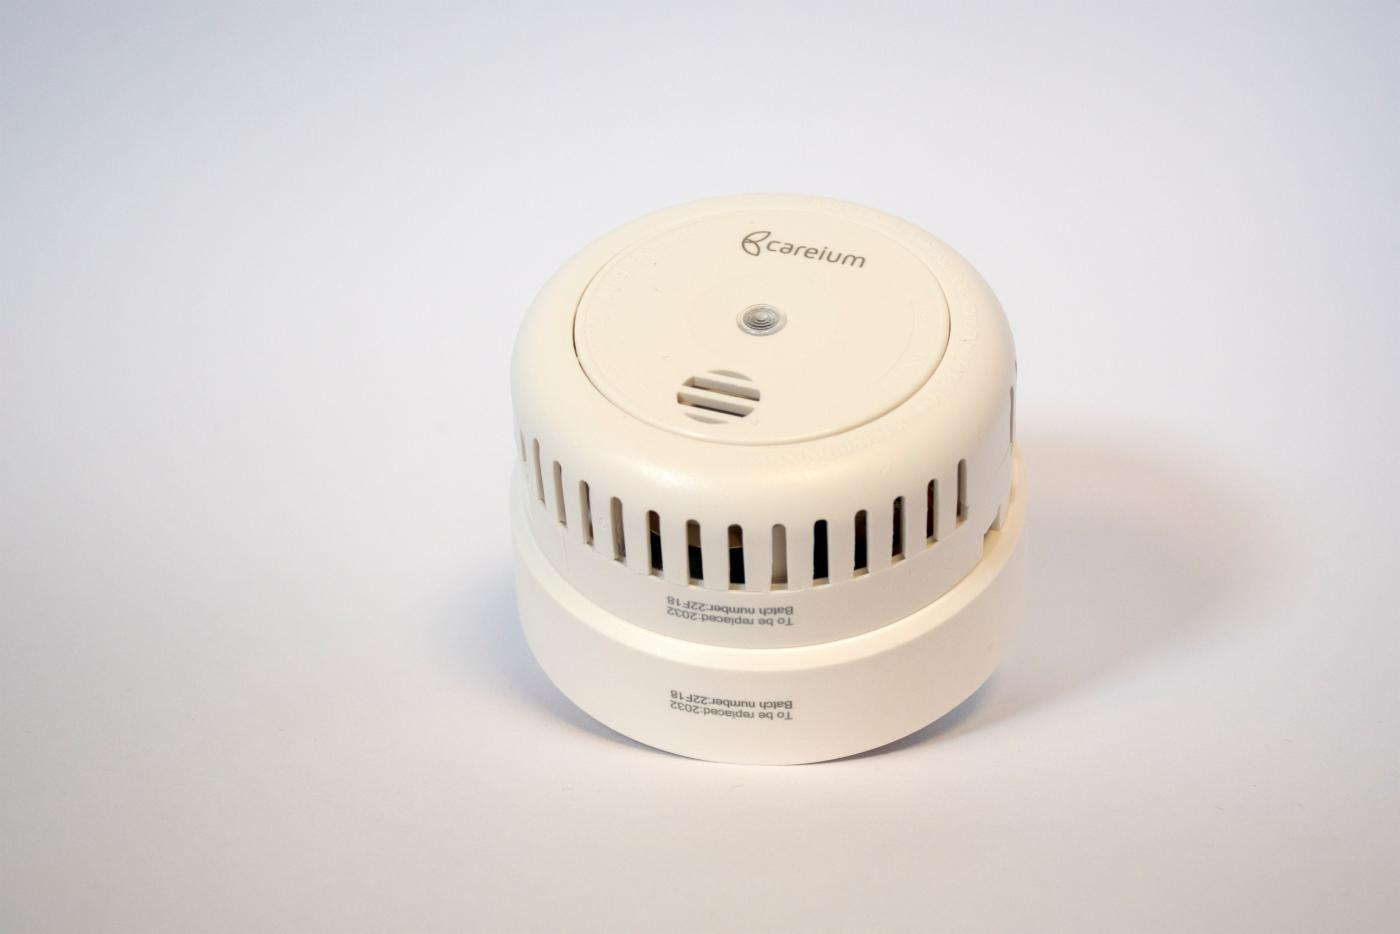 careium
To be replaced:2032
Batch number:22F18
To be replaced:2032
Batch number:22F18